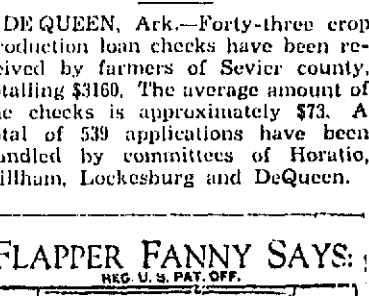 DE QUEEN, Ark.—Forty-three crop
roduction loan checks have been re-
eived by farmers of Sevier county,
otalling $3160. The average amount of
he checks is approximately $73. A
otal of 539 applications have been
andled by committees of Horatio,
illham, Lockesburg and DeQueen.
FLAPPER FANNY SAYS:
REG. U. S. PAT. OFF.